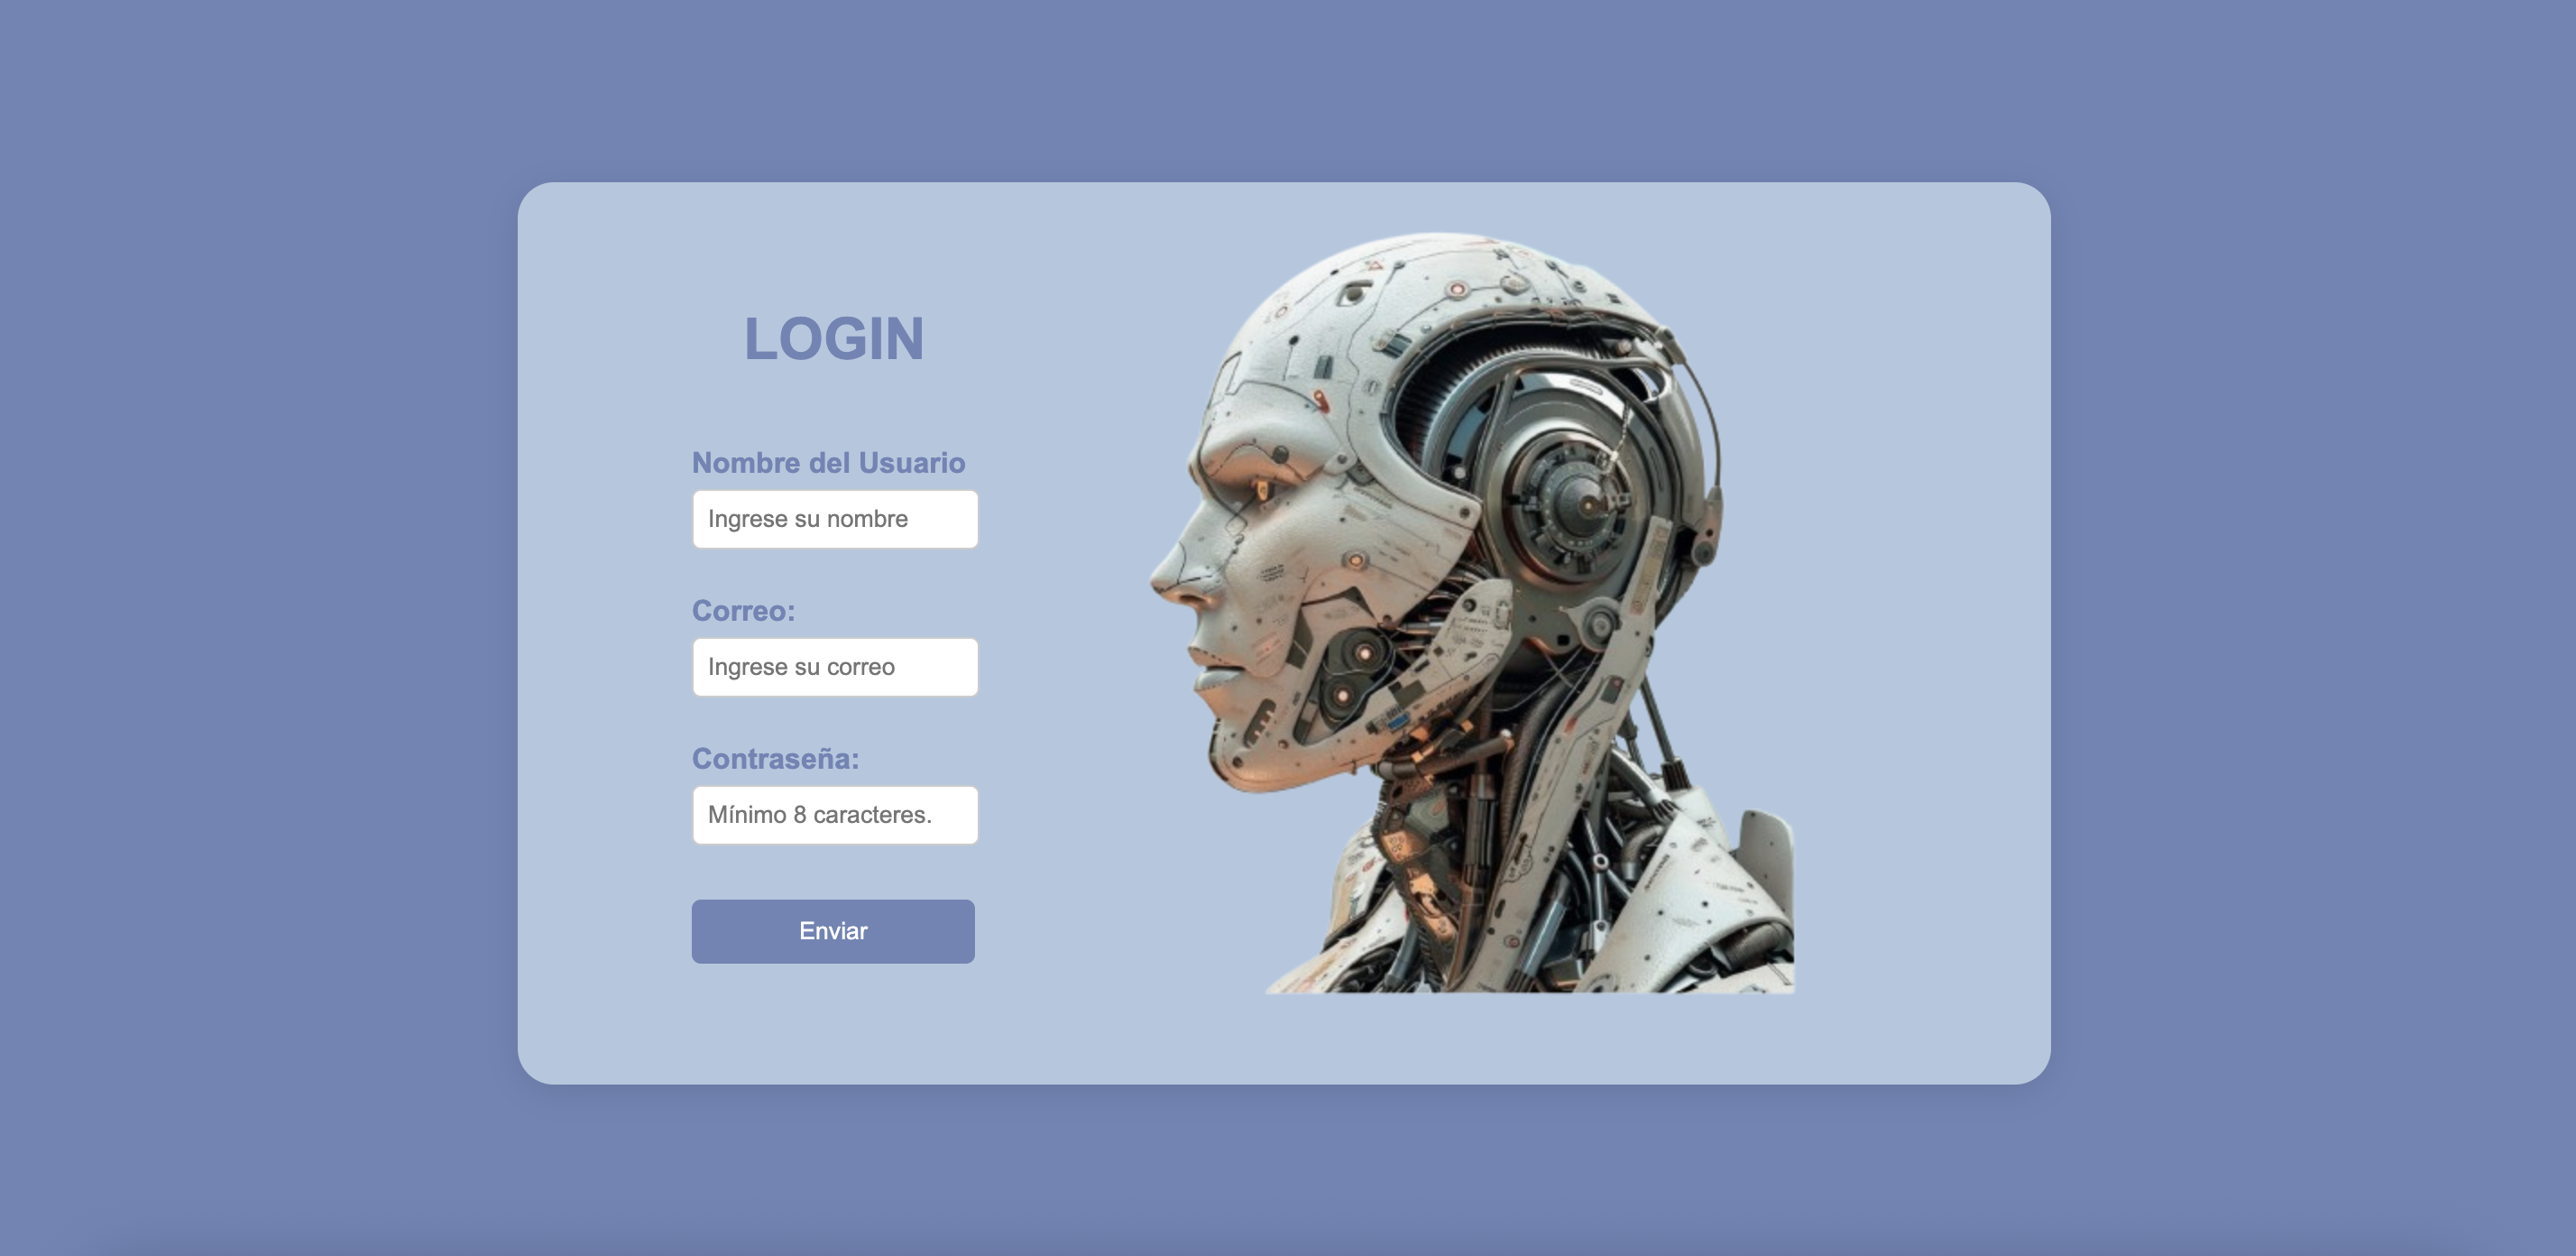 LOGIN
Nombre del Usuario
Ingrese su nombre
Correo:
Ingrese su correo
Contraseña:
Mínimo 8 caracteres.
Enviar